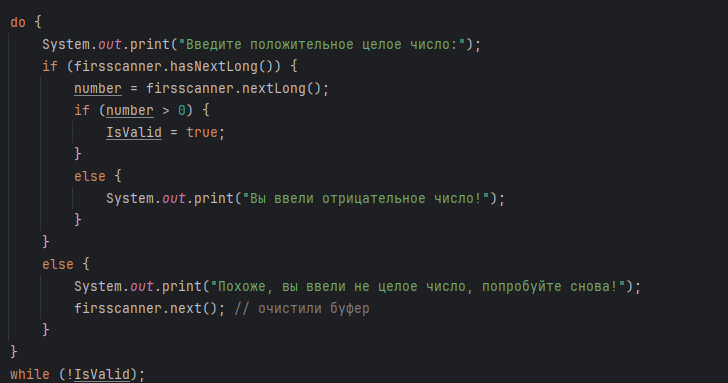 do {
System.out.print("Введите положительное целое число:");
if (firsscanner.hasNextLong()) {
number = firsscanner.nextLong();
if (number > 0) {
IsValid = true;
}
else {
System.out.print("Вы ввели отрицательное число!");
}
}
else {
System.out.print("Похоже, вы ввели не целое число, попробуйте снова!");
firsscanner.next(); // очистили буфер
}
}
while (!IsValid);